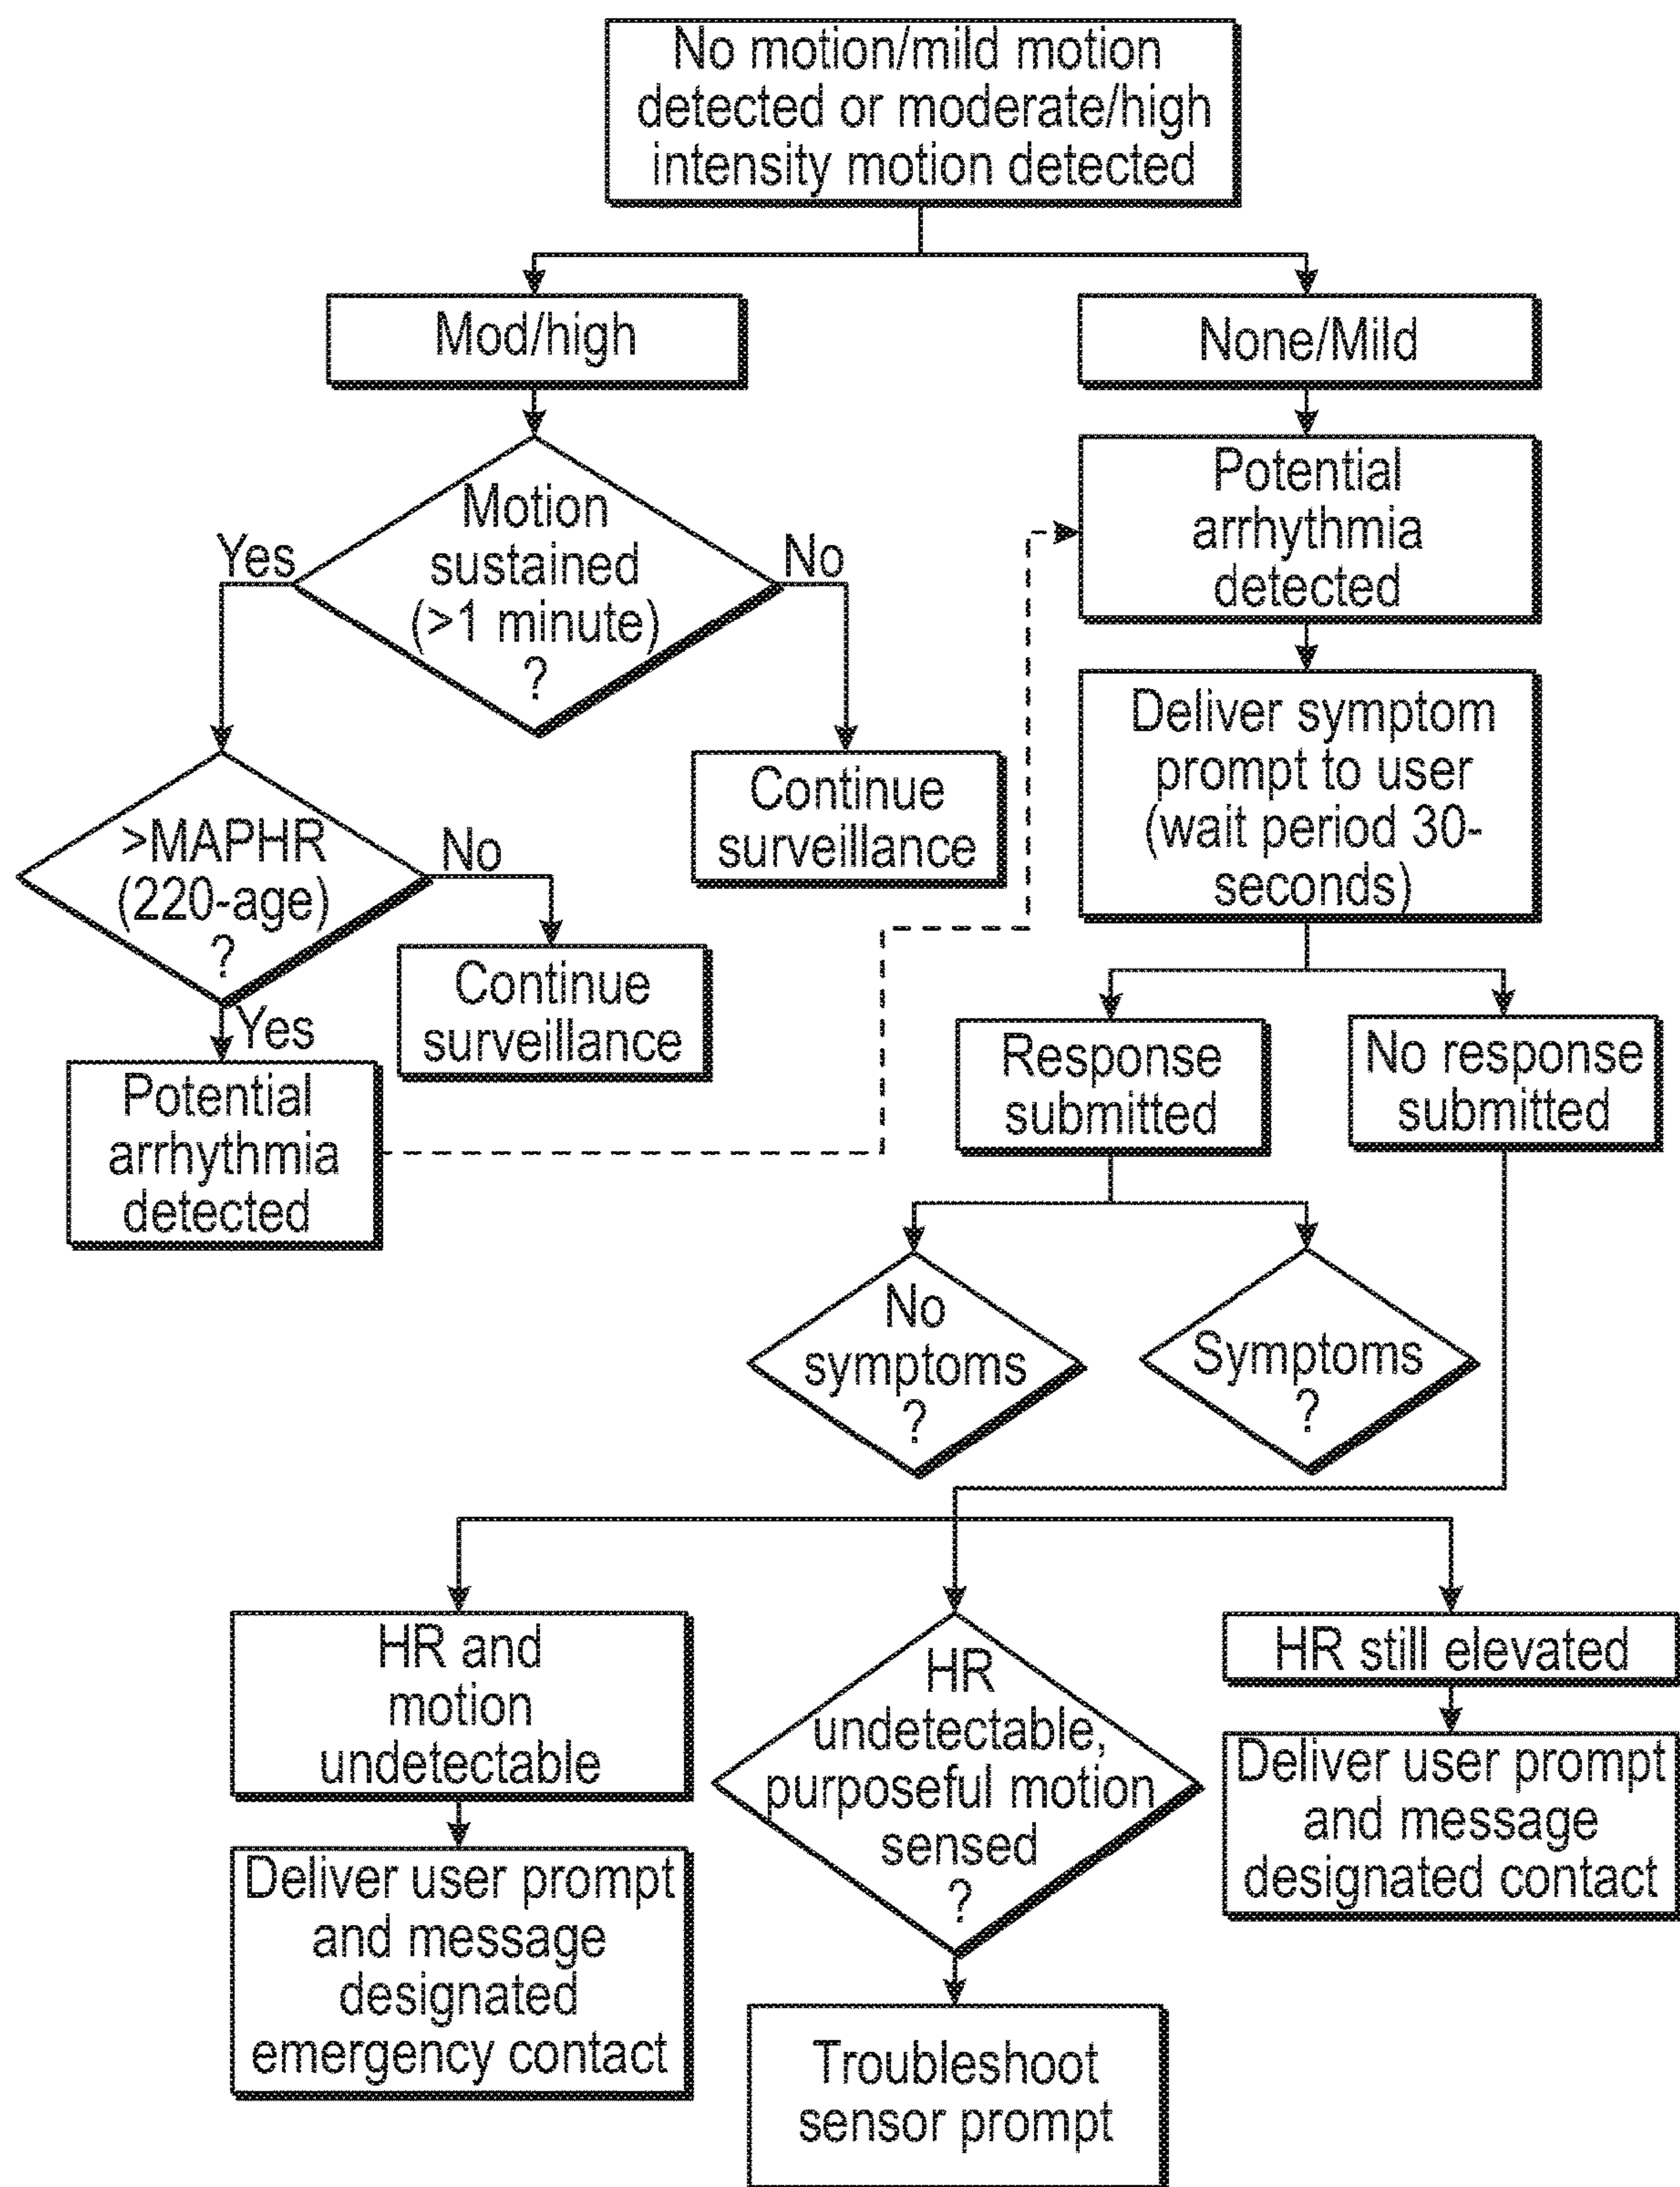 No motion/mild motion
detected or moderate/high
intensity motion detected
Mod/high
None/Mild
Motion
sustained
(>1 minute)
?
Yes
No
Potential
arrhythmia
detected
Continue
surveillance
Deliver symptom
prompt to user
(wait period 30-
seconds)
>MAPHR
(220-age)
?
No
Yes
Continue
surveillance
Potential
arrhythmia
detected
Response
submitted
No response
submitted
No
symptoms
?
Symptoms
?
HR and
motion
undetectable
HR
undetectable,
purposeful motion
sensed
?
HR still elevated
Deliver user prompt
and message
designated
emergency contact
Troubleshoot
sensor prompt
Deliver user prompt
and message
designated contact